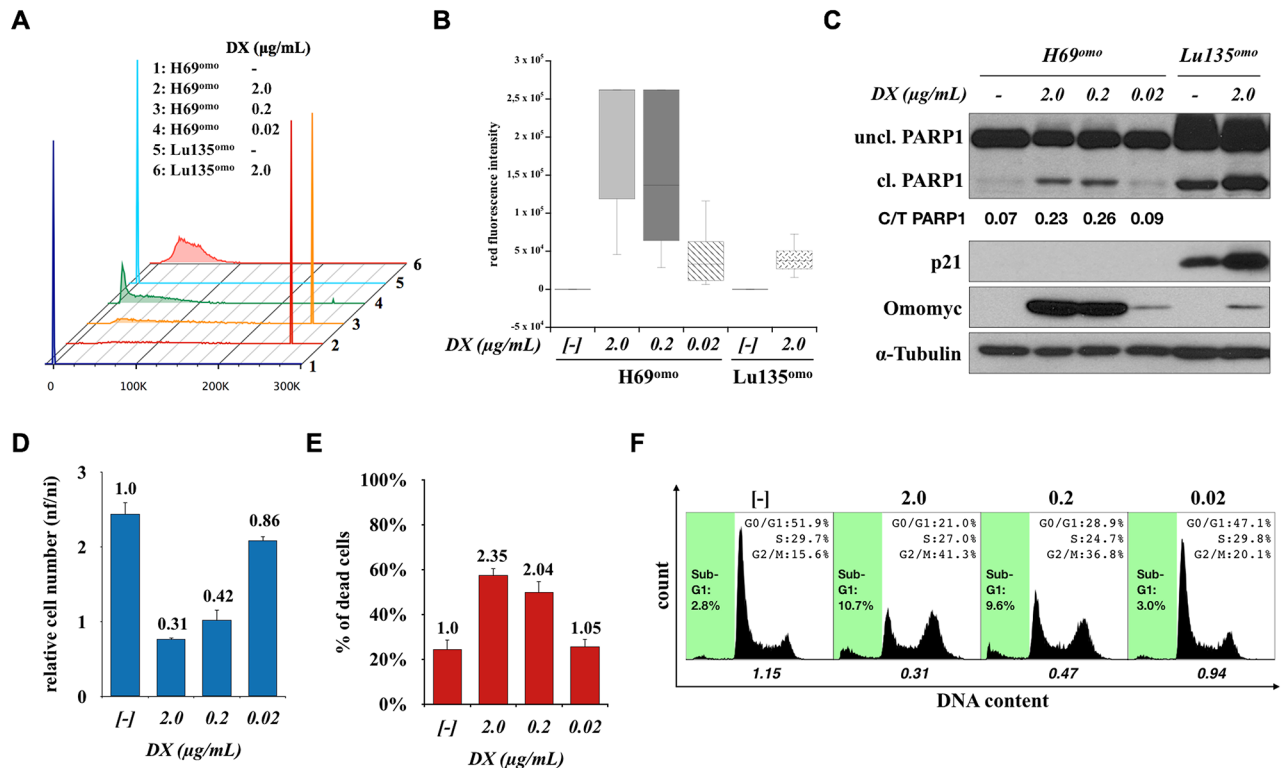 A
DX (µg/mL)
1: H69omo -
2: H69omo 2.0
3: H69omo 0.2
4: H69omo 0.02
5: Lu135omo -
6: Lu135omo 2.0
6
5
4
3
2
1
0 100K 200K 300K
B
red fluorescence intensity
3 x 10⁵
2,5 x 10⁵
2 x 10⁵
1,5 x 10⁵
1 x 10⁵
5 x 10⁴
0
-5 x 10⁴
DX (µg/mL) [-] 2.0 0.2 0.02 [-] 2.0
H69omo Lu135omo
C
H69omo Lu135omo
DX (µg/mL) - 2.0 0.2 0.02 - 2.0
uncl. PARP1
cl. PARP1
C/T PARP1 0.07 0.23 0.26 0.09
p21
Omomyc
α-Tubulin
D
relative cell number (nf/ni)
3
2
1
0
1.0
0.31
0.42
0.86
[-] 2.0 0.2 0.02
DX (µg/mL)
E
% of dead cells
100%
80%
60%
40%
20%
0%
1.0
2.35
2.04
1.05
[-] 2.0 0.2 0.02
DX (µg/mL)
F
count
[-] 2.0 0.2 0.02
G0/G1:51.9%
S:29.7%
G2/M:15.6%
Sub-
G1:
2.8%
G0/G1:21.0%
S:27.0%
G2/M:41.3%
Sub-
G1:
10.7%
G0/G1:28.9%
S:24.7%
G2/M:36.8%
Sub-
G1:
9.6%
G0/G1:47.1%
S:29.8%
G2/M:20.1%
Sub-
G1:
3.0%
1.15 0.31 0.47 0.94
DNA content